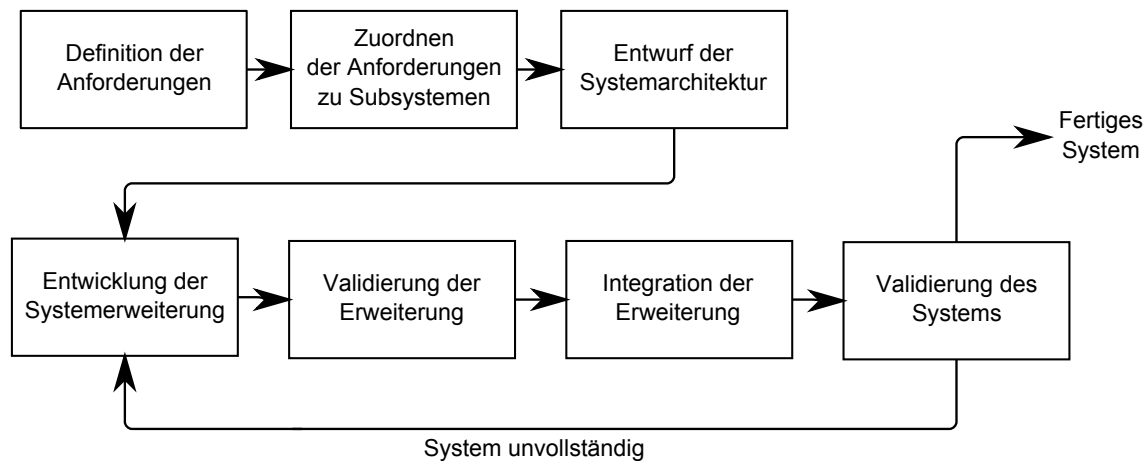 Definition der
Anforderungen
Zuordnen
der Anforderungen
zu Subsystemen
Entwurf der
Systemarchitektur
Fertiges
System
Entwicklung der
Systemerweiterung
Validierung der
Erweiterung
Integration der
Erweiterung
Validierung des
Systems
System unvollständig